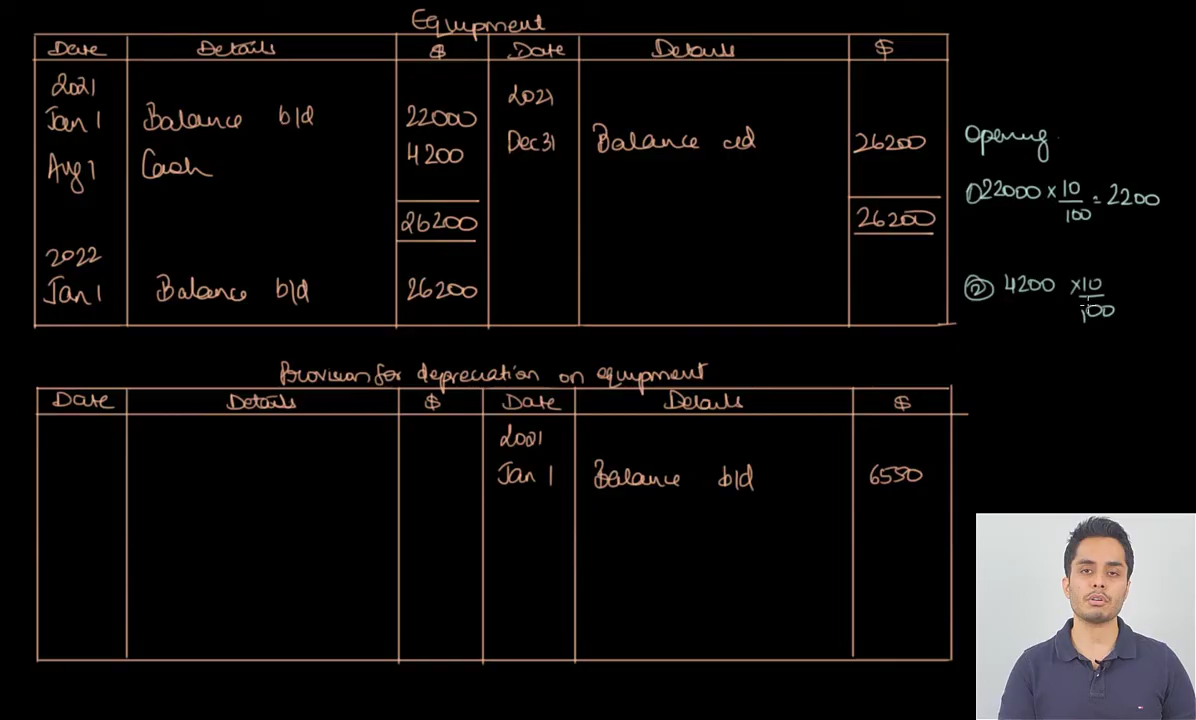 Equipment
Date Details $ Date Details $
2021 2021
Jan 1 Balance b/d 22000
Dec 31 Balance c/d 26200
Aug 1 Cash 4200
26200 26200
2022
Jan 1 Balance b/d 26200
Opening
① 22000 × 10/100 = 2200
② 4200 × 10/100
Provision for depreciation on equipment
Date Details $ Date Details $
2021
Jan 1 Balance b/d 6550